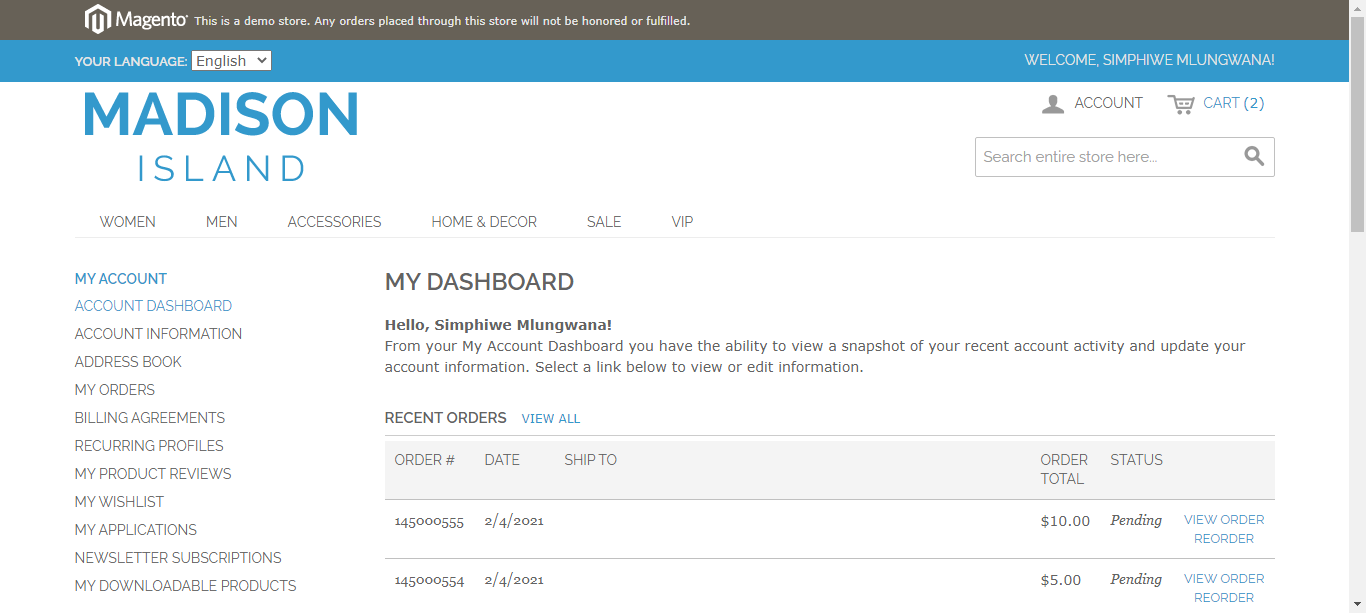 Magento This is a demo store. Any orders placed through this store will not be honored or fulfilled.
YOUR LANGUAGE: English
WELCOME, SIMPHIWE MLUNGWANA!
MADISON
ISLAND
ACCOUNT
CART (2)
Search entire store here...
WOMEN MEN ACCESSORIES HOME & DECOR SALE VIP
MY ACCOUNT
ACCOUNT DASHBOARD
ACCOUNT INFORMATION
ADDRESS BOOK
MY ORDERS
BILLING AGREEMENTS
RECURRING PROFILES
MY PRODUCT REVIEWS
MY WISHLIST
MY APPLICATIONS
NEWSLETTER SUBSCRIPTIONS
MY DOWNLOADABLE PRODUCTS
MY DASHBOARD
Hello, Simphiwe Mlungwana!
From your My Account Dashboard you have the ability to view a snapshot of your recent account activity and update your
account information. Select a link below to view or edit information.
RECENT ORDERS VIEW ALL
ORDER # DATE SHIP TO ORDER TOTAL STATUS
145000555 2/4/2021 $10.00 Pending VIEW ORDER
REORDER
145000554 2/4/2021 $5.00 Pending VIEW ORDER
REORDER